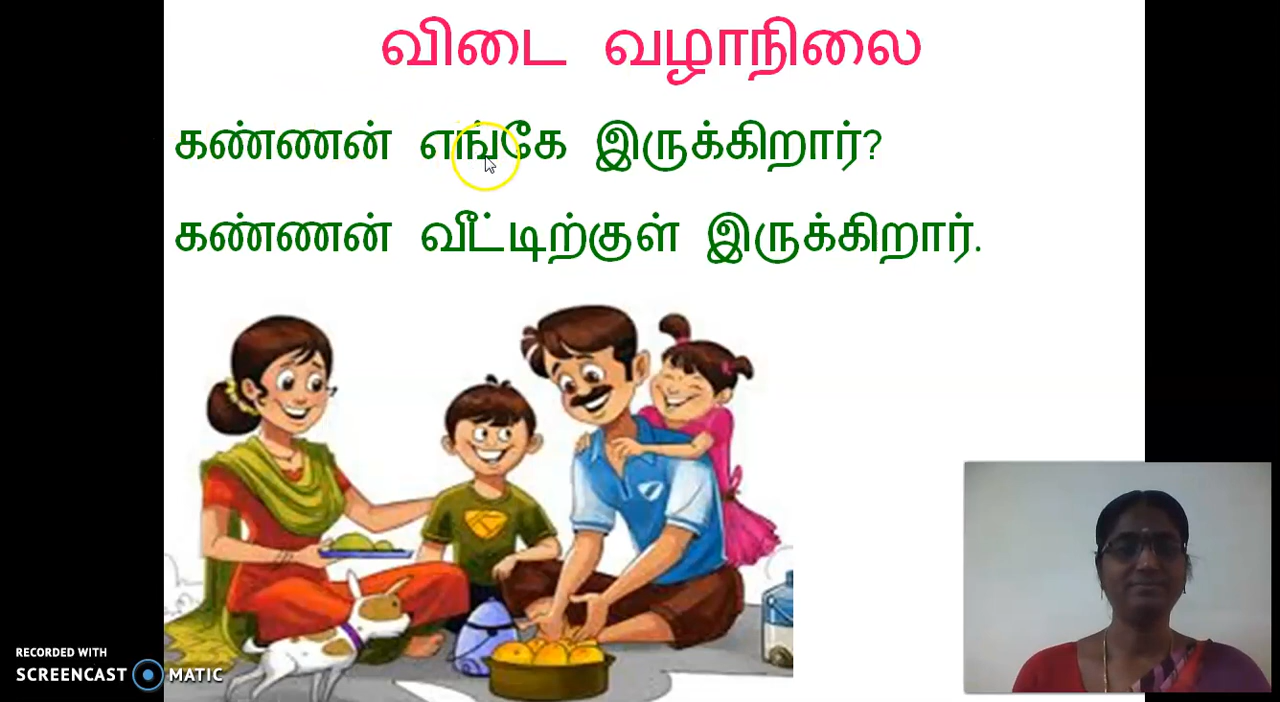 விடை வழாநிலை
கண்ணன் எங்கே இருக்கிறார்?
கண்ணன் வீட்டிற்குள் இருக்கிறார்.
RECORDED WITH
SCREENCAST MATIC